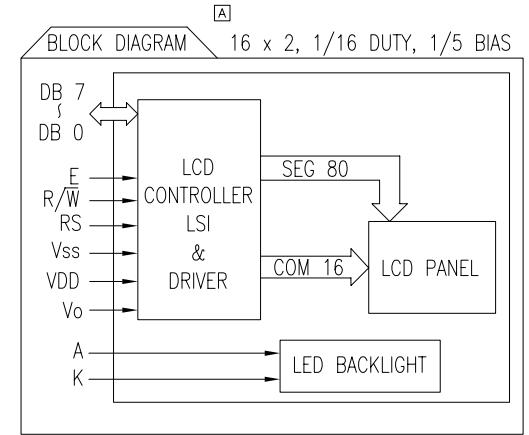 A
BLOCK DIAGRAM
16 x 2, 1/16 DUTY, 1/5 BIAS
DB 7
~
DB 0
E
R/W̅
RS
Vss
VDD
Vo
A
K
LCD
CONTROLLER
LSI
&
DRIVER
SEG 80
COM 16
LCD PANEL
LED BACKLIGHT